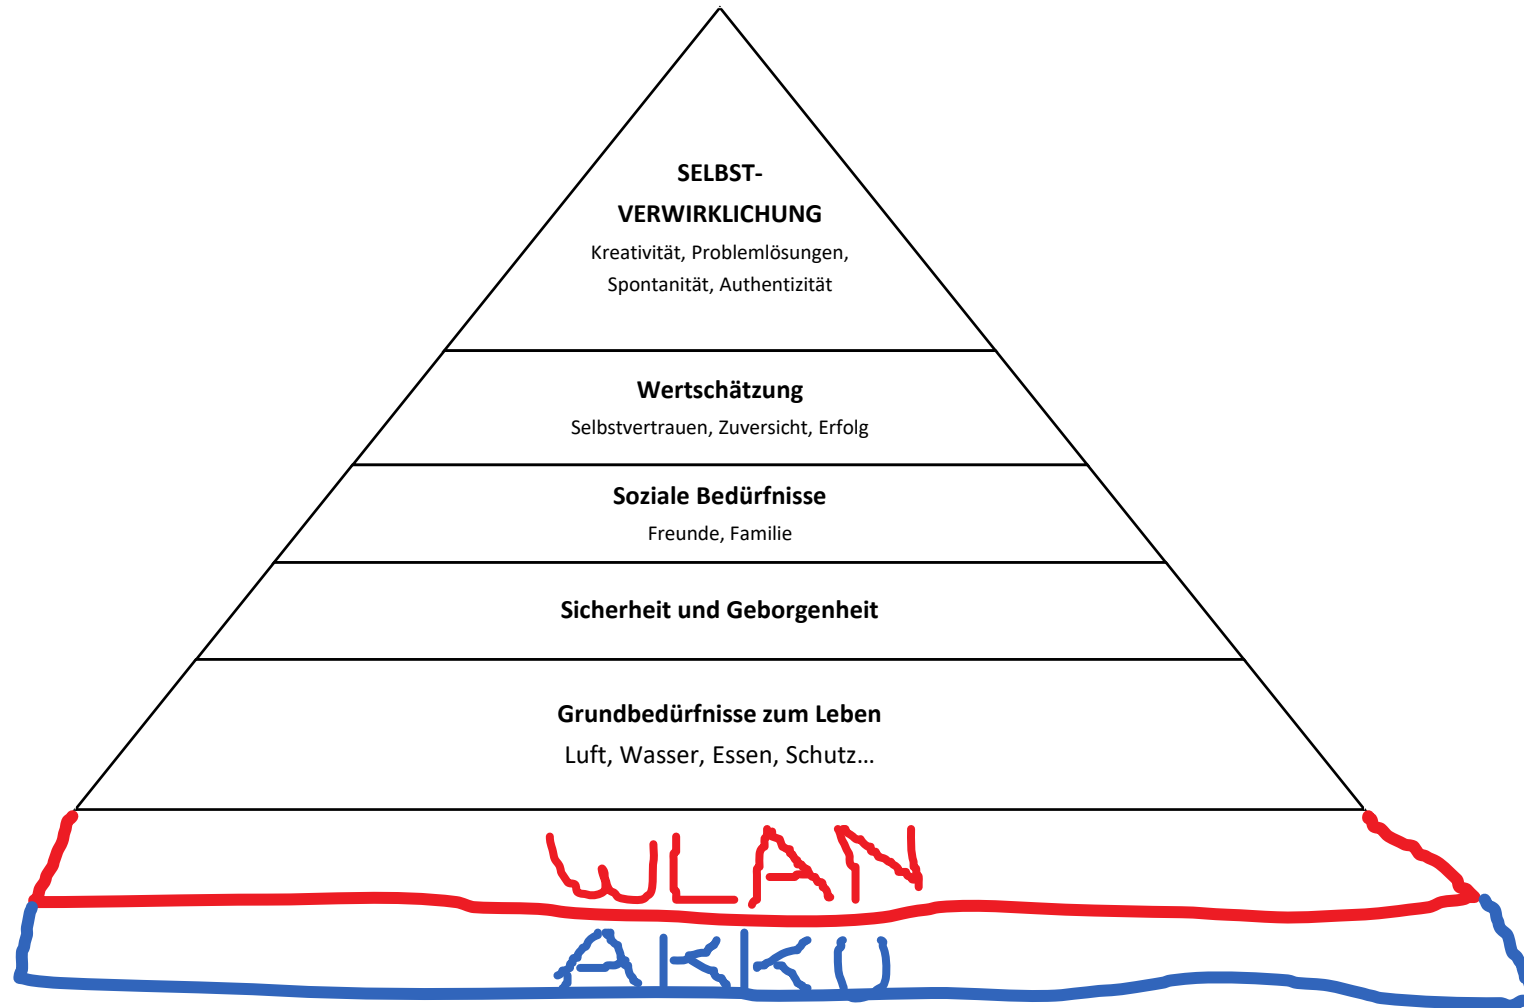 SELBST-
VERWIRKLICHUNG
Kreativität, Problemlösungen,
Spontanität, Authentizität
Wertschätzung
Selbstvertrauen, Zuversicht, Erfolg
Soziale Bedürfnisse
Freunde, Familie
Sicherheit und Geborgenheit
Grundbedürfnisse zum Leben
Luft, Wasser, Essen, Schutz…
WLAN
AKKU